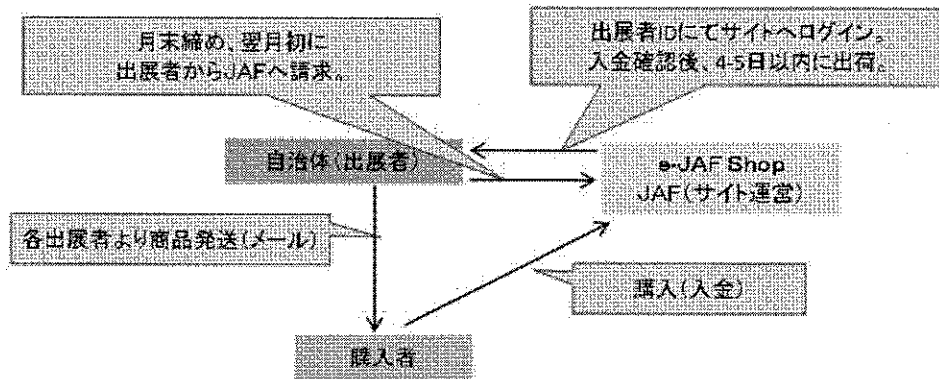 月末締め、翌月初に
出展者からJAFへ請求。
出展者IDにてサイトへログイン。
入金確認後、4-5日以内に出荷。
自治体(出展者)
e-JAF Shop
JAF(サイト運営)
各出展者より商品発送(メール)
購入(入金)
購入者